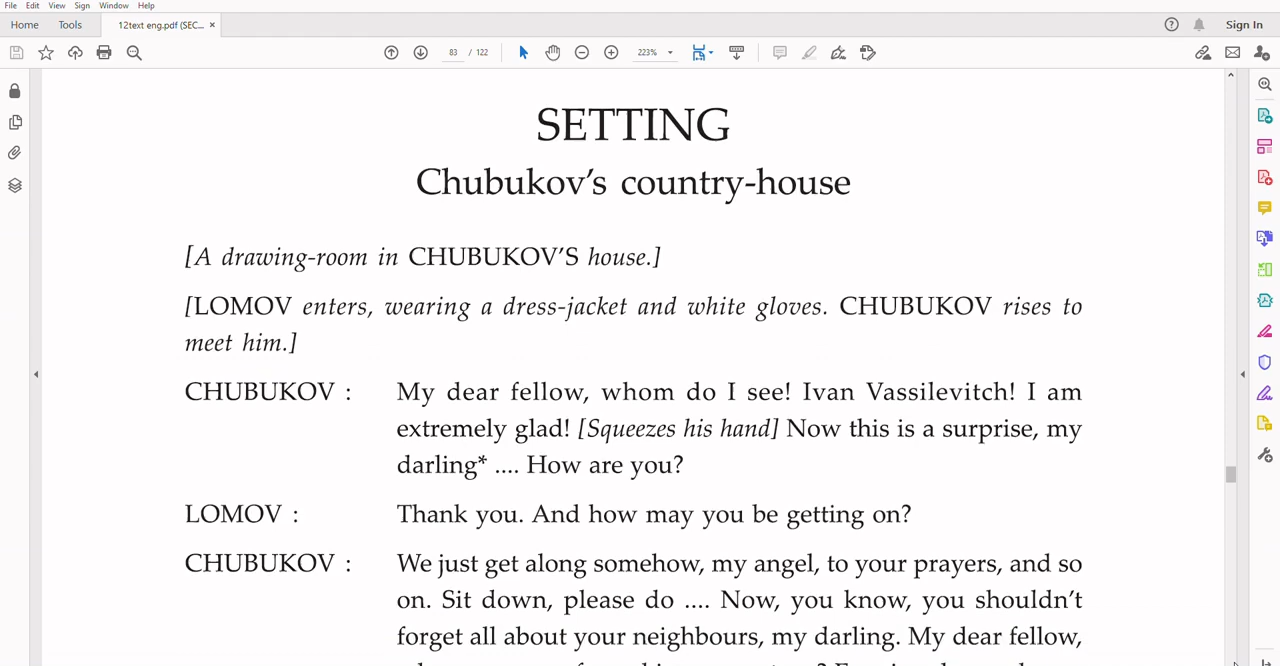 File Edit View Sign Window Help
Home Tools 12text eng.pdf (SEC... × Sign In
83 / 122 223%
SETTING
Chubukov’s country-house
[A drawing-room in CHUBUKOV’S house.]
[LOMOV enters, wearing a dress-jacket and white gloves. CHUBUKOV rises to
meet him.]
CHUBUKOV : My dear fellow, whom do I see! Ivan Vassilevitch! I am
extremely glad! [Squeezes his hand] Now this is a surprise, my
darling* .... How are you?
LOMOV : Thank you. And how may you be getting on?
CHUBUKOV : We just get along somehow, my angel, to your prayers, and so
on. Sit down, please do .... Now, you know, you shouldn’t
forget all about your neighbours, my darling. My dear fellow,